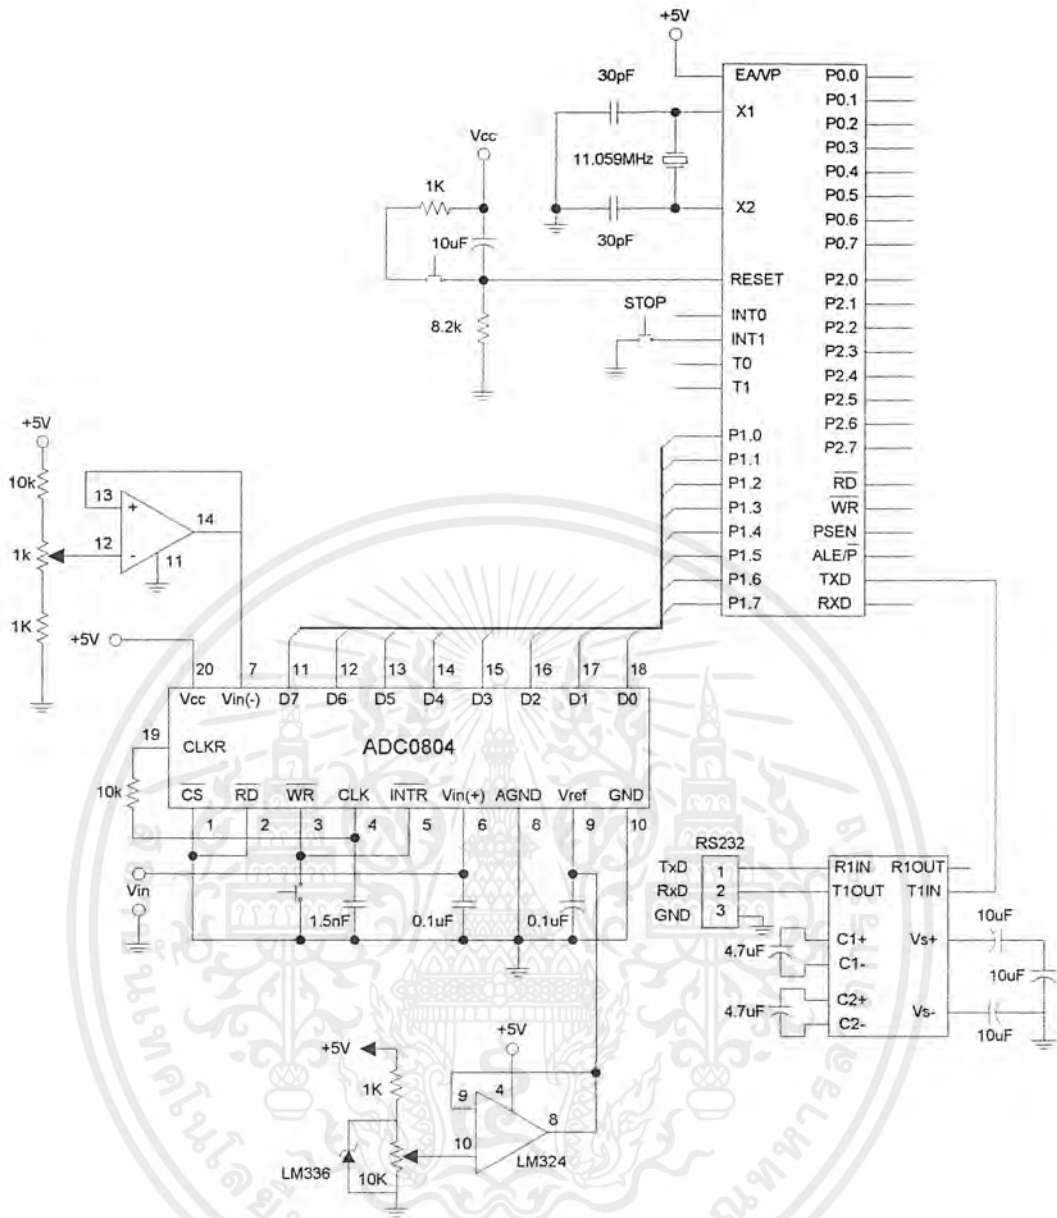 +5V
EA/VP
P0.0
30pF
X1
P0.1
P0.2
Vcc
11.059MHz
P0.3
P0.4
1K
X2
P0.5
30pF
P0.6
10uF
P0.7
RESET
P2.0
STOP
P2.1
INT0
8.2k
P2.2
INT1
P2.3
T0
P2.4
T1
P2.5
P2.6
+5V
P1.0
P2.7
P1.1
10k
13
+
14
P1.2
RD
P1.3
WR
12
-
11
P1.4
PSEN
1k
P1.5
ALE/P
P1.6
TXD
1K
P1.7
RXD
+5V
20 7 11 12 13 14 15 16 17 18
Vcc Vin(-) D7 D6 D5 D4 D3 D2 D1 D0
19
CLKR
ADC0804
10k
CS RD WR CLK INTR Vin(+) AGND Vref GND
1 2 3 4 5 6 8 9 10
RS232
TxD 1 R1IN R1OUT
RxD 2 T1OUT T1IN
GND 3
Vin
1.5nF 0.1uF 0.1uF
10uF
4.7uF C1+ Vs+
C1-
10uF
4.7uF C2+
C2- Vs-
10uF
+5V
+5V
1K
9 4
8
10
LM336 10K
LM324